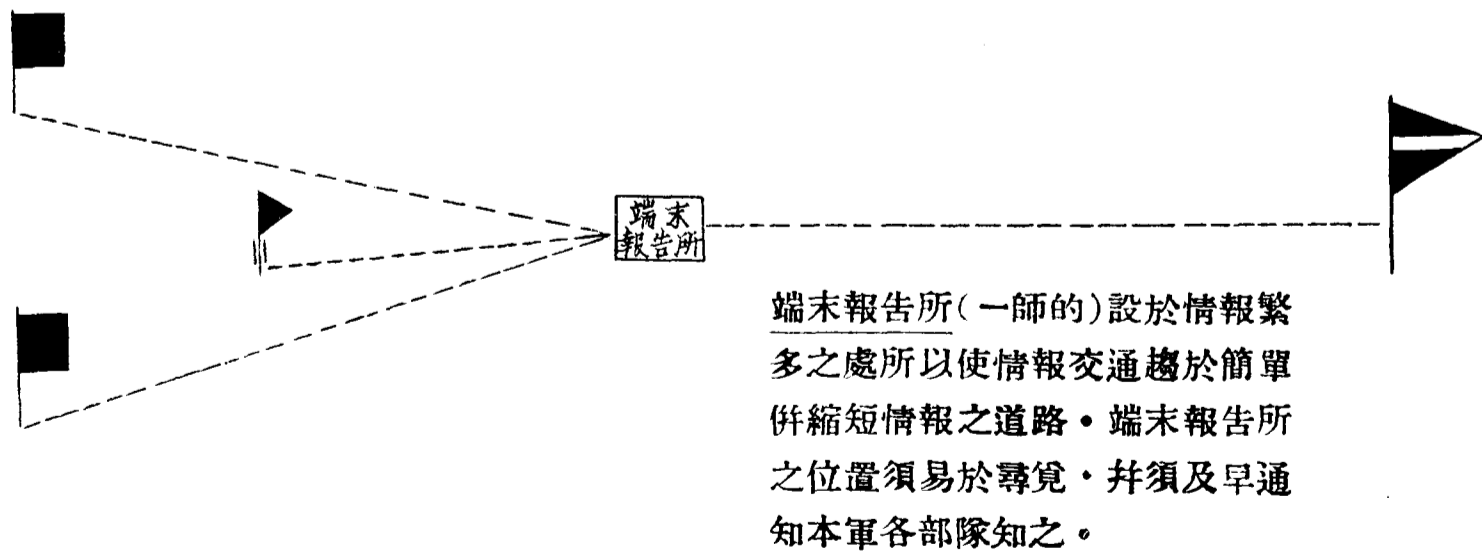 端末
報告所
端末報告所(一師的)設於情報繁
多之處所以使情報交通趨於簡單
併縮短情報之道路・端末報告所
之位置須易於尋覓・幷須及早通
知本軍各部隊知之。